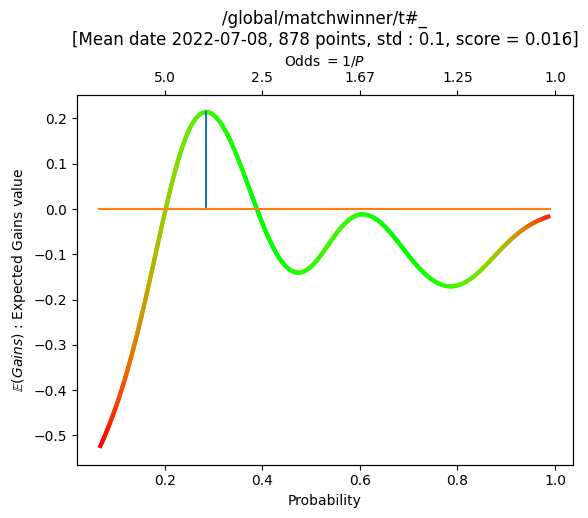 /global/matchwinner/t#_
[Mean date 2022-07-08, 878 points, std : 0.1, score = 0.016]
Odds = 1/P
5.0 2.5 1.67 1.25 1.0
0.2
0.1
0.0
−0.1
−0.2
−0.3
−0.4
−0.5
𝔼(Gains) : Expected Gains value
0.2 0.4 0.6 0.8 1.0
Probability